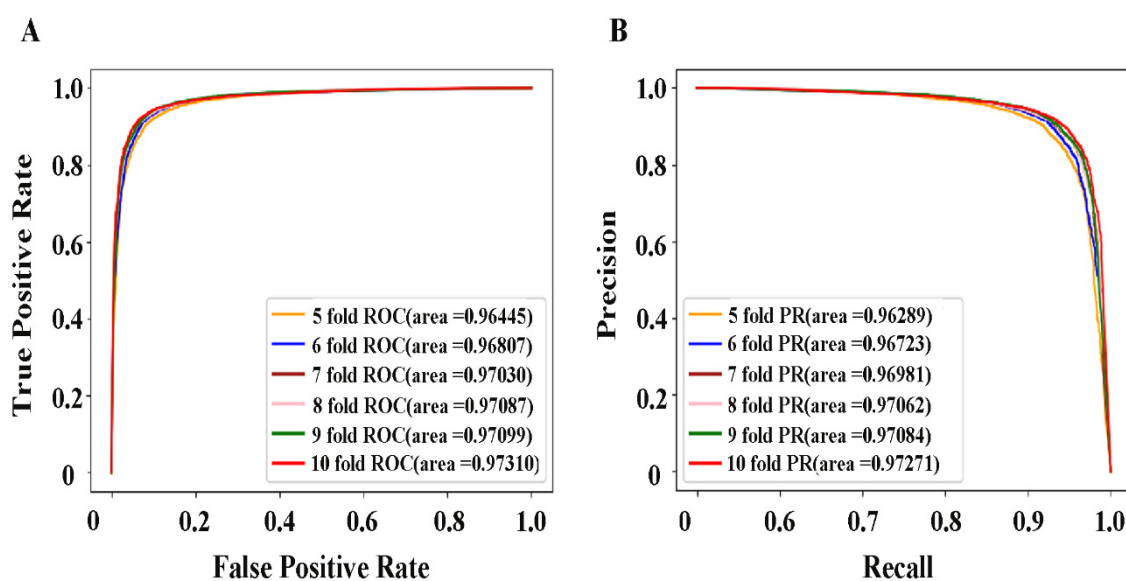 A
True Positive Rate
1.0
0.8
0.6
0.4
0.2
0
5 fold ROC(area =0.96445)
6 fold ROC(area =0.96807)
7 fold ROC(area =0.97030)
8 fold ROC(area =0.97087)
9 fold ROC(area =0.97099)
10 fold ROC(area =0.97310)
0 0.2 0.4 0.6 0.8 1.0
False Positive Rate
B
Precision
1.0
0.8
0.6
0.4
0.2
0
5 fold PR(area =0.96289)
6 fold PR(area =0.96723)
7 fold PR(area =0.96981)
8 fold PR(area =0.97062)
9 fold PR(area =0.97084)
10 fold PR(area =0.97271)
0 0.6 0.7 0.8 0.9 1.0
Recall